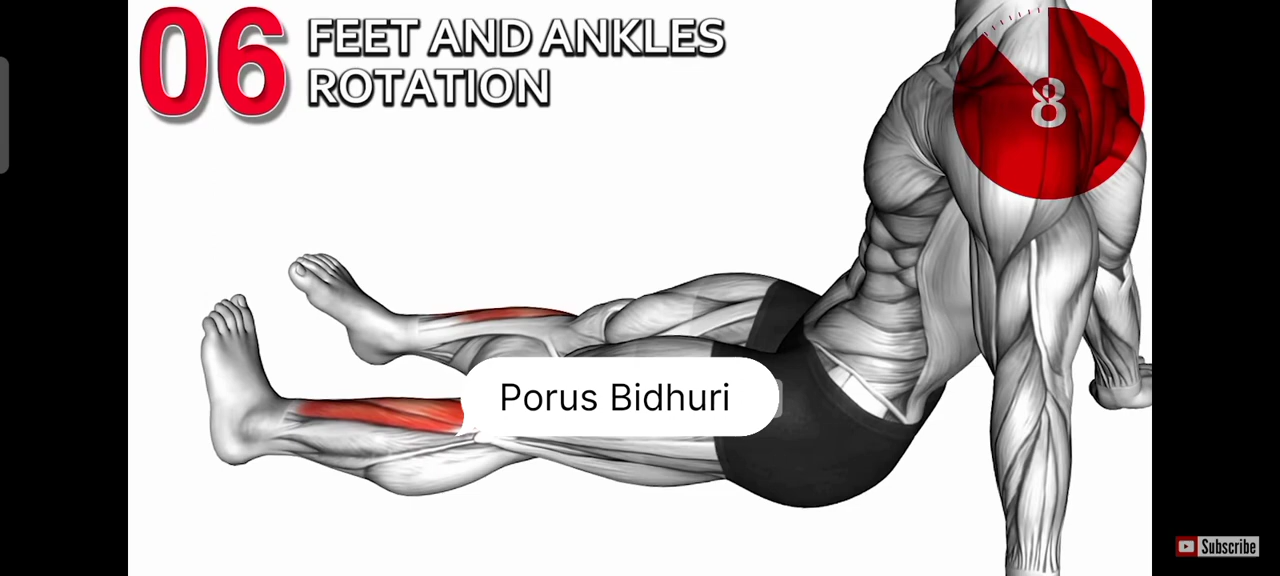 06 FEET AND ANKLES
ROTATION
8
Porus Bidhuri
Subscribe